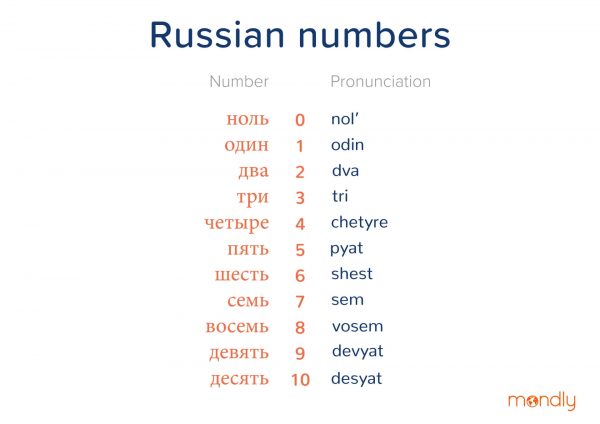 Russian numbers
Number Pronunciation
ноль 0 nol’
один 1 odin
два 2 dva
три 3 tri
четыре 4 chetyre
пять 5 pyat
шесть 6 shest
семь 7 sem
восемь 8 vosem
девять 9 devyat
десять 10 desyat
mondly